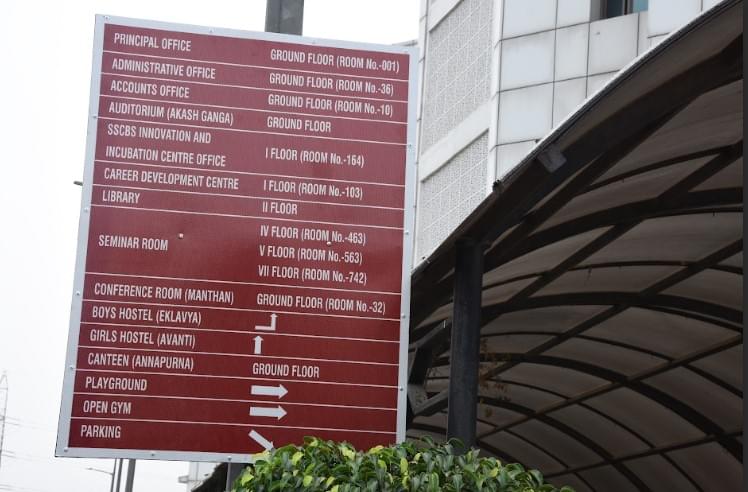 PRINCIPAL OFFICE GROUND FLOOR (ROOM No.-001)
ADMINISTRATIVE OFFICE GROUND FLOOR (ROOM No.-36)
ACCOUNTS OFFICE GROUND FLOOR (ROOM No.-10)
AUDITORIUM (AKASH GANGA) GROUND FLOOR
SSCBS INNOVATION AND
INCUBATION CENTRE OFFICE I FLOOR (ROOM No.-164)
CAREER DEVELOPMENT CENTRE I FLOOR (ROOM No.-103)
LIBRARY II FLOOR
IV FLOOR (ROOM No.-463)
SEMINAR ROOM V FLOOR (ROOM No.-563)
VII FLOOR (ROOM No.-742)
CONFERENCE ROOM (MANTHAN) GROUND FLOOR (ROOM No.-32)
BOYS HOSTEL (EKLAVYA)
GIRLS HOSTEL (AVANTI)
CANTEEN (ANNAPURNA) GROUND FLOOR
PLAYGROUND
OPEN GYM
PARKING